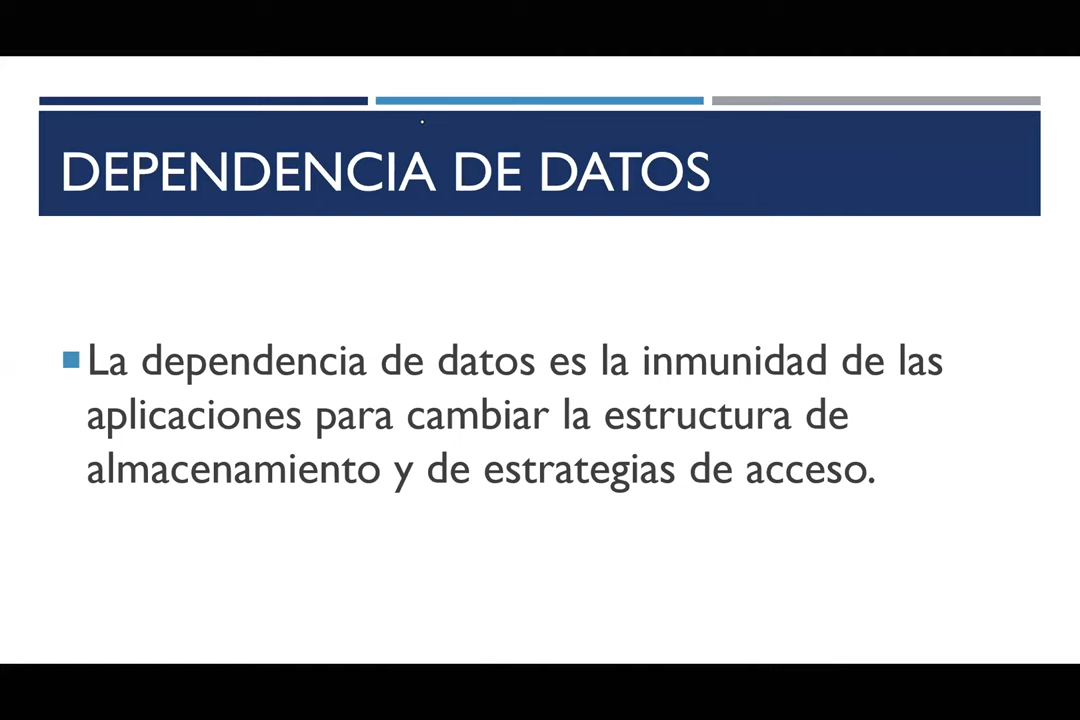 DEPENDENCIA DE DATOS
La dependencia de datos es la inmunidad de las
aplicaciones para cambiar la estructura de
almacenamiento y de estrategias de acceso.